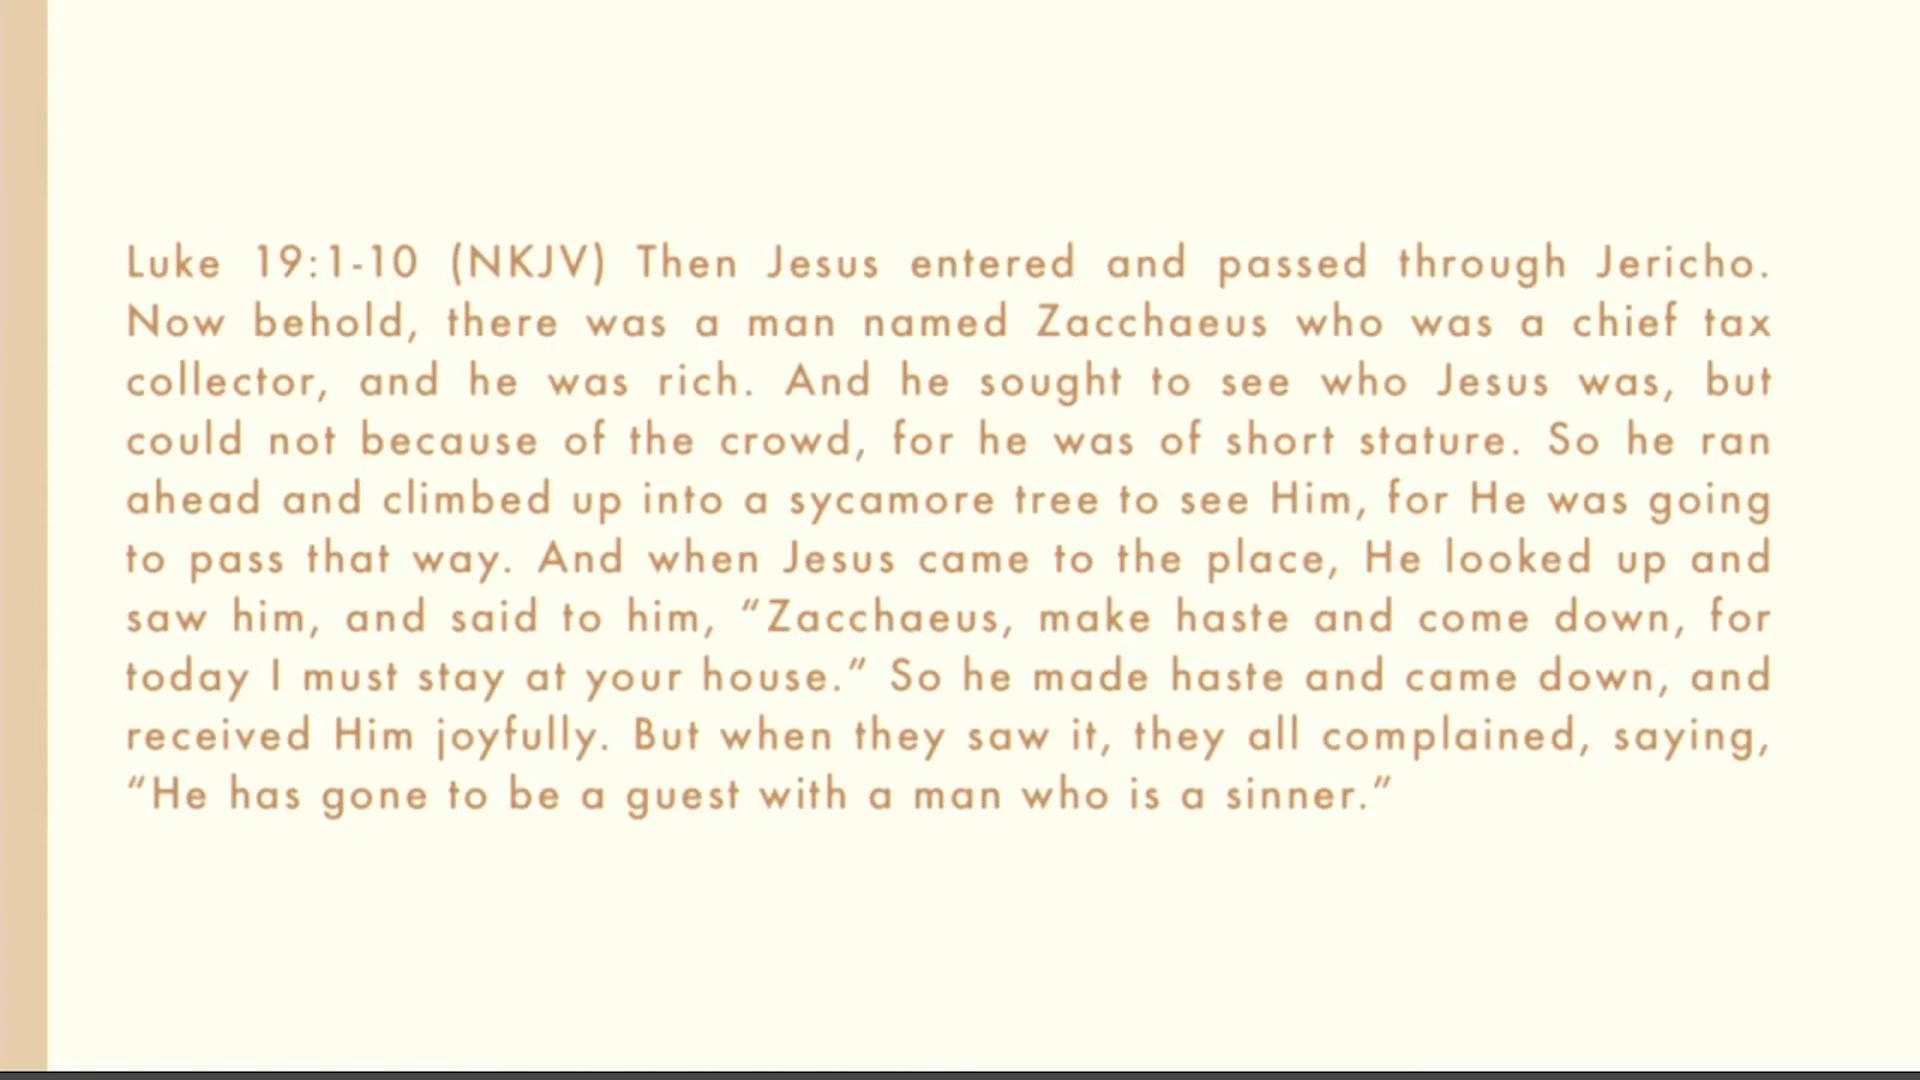 Luke 19:1-10 (NKJV) Then Jesus entered and passed through Jericho.
Now behold, there was a man named Zacchaeus who was a chief tax
collector, and he was rich. And he sought to see who Jesus was, but
could not because of the crowd, for he was of short stature. So he ran
ahead and climbed up into a sycamore tree to see Him, for He was going
to pass that way. And when Jesus came to the place, He looked up and
saw him, and said to him, “Zacchaeus, make haste and come down, for
today I must stay at your house.” So he made haste and came down, and
received Him joyfully. But when they saw it, they all complained, saying,
“He has gone to be a guest with a man who is a sinner.”